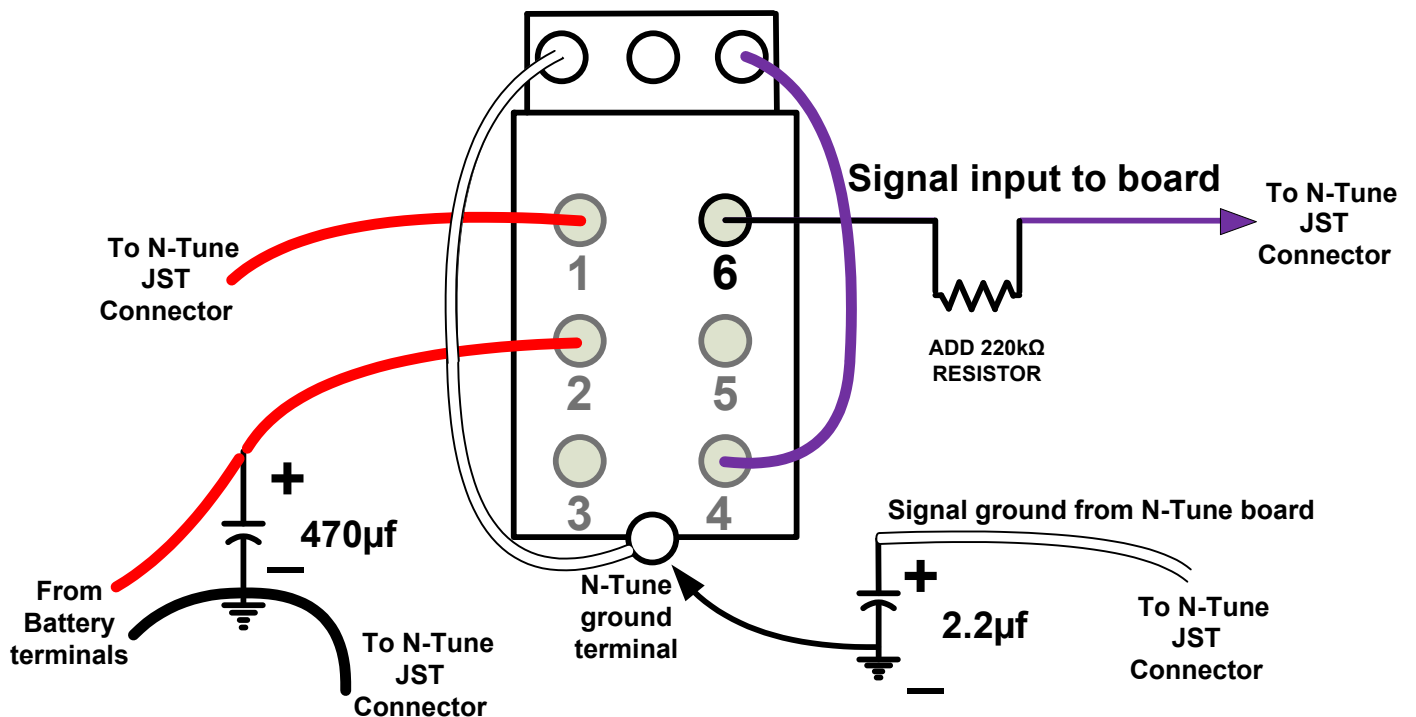 Signal input to board
To N-Tune
JST
Connector
To N-Tune
JST
Connector
1
6
ADD 220kΩ
RESISTOR
2
5
3
4
+
470µf
–
From
Battery
terminals
To N-Tune
JST
Connector
N-Tune
ground
terminal
Signal ground from N-Tune board
+
2.2µf
–
To N-Tune
JST
Connector